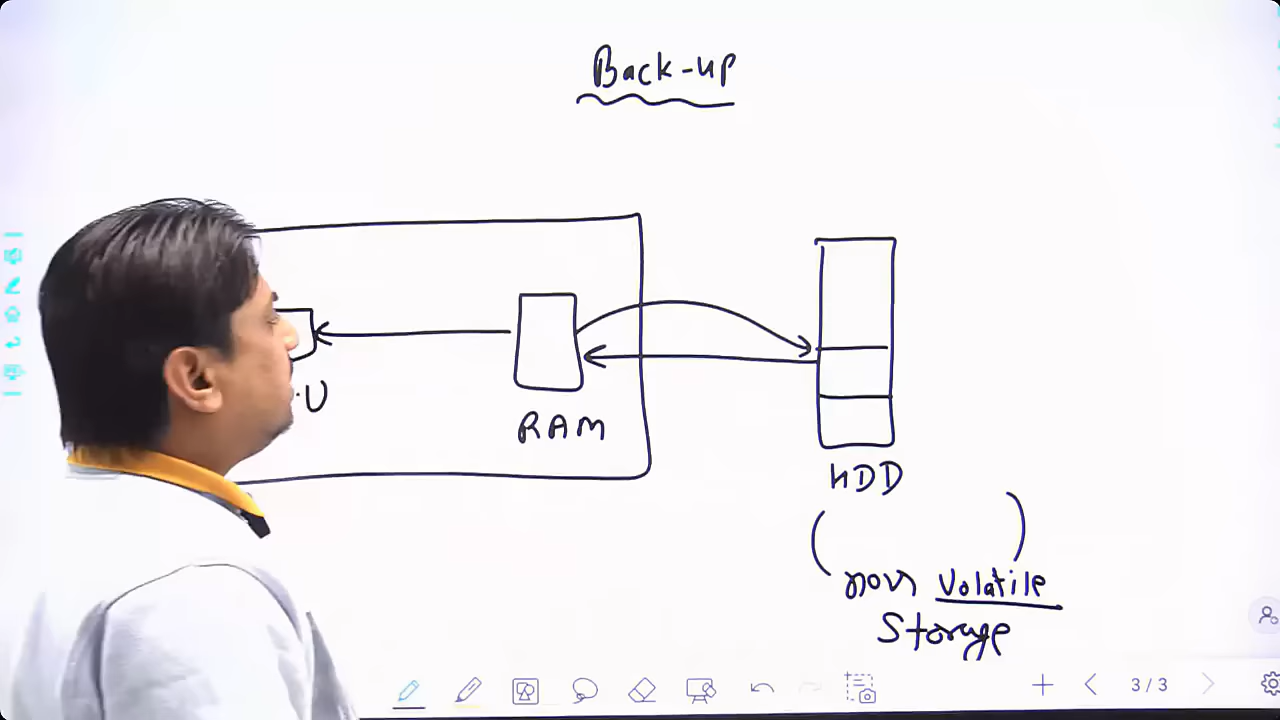 Back-up
·U
RAM
HDD
(       )
non volatile
Storage
3/3